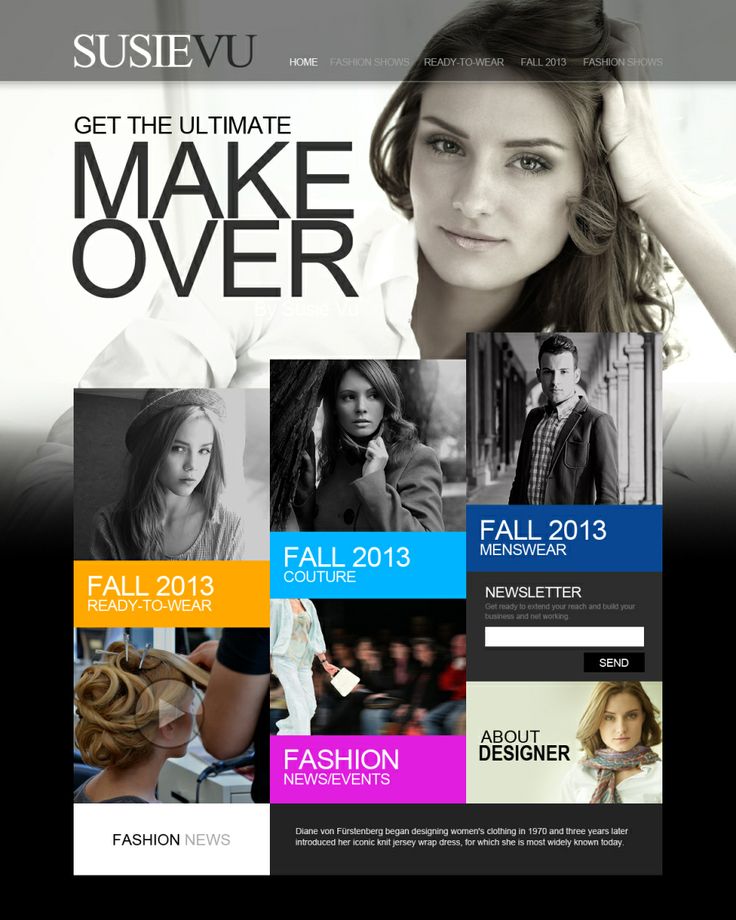 SUSIEVU
HOME FASHION SHOWS READY-TO-WEAR FALL 2013 FASHION SHOWS
GET THE ULTIMATE
MAKE
OVER
By Susie Vu
FALL 2013
READY-TO-WEAR
FALL 2013
COUTURE
FALL 2013
MENSWEAR
NEWSLETTER
Get ready to extend your reach and build your
business and net working.
SEND
FASHION
NEWS/EVENTS
ABOUT
DESIGNER
FASHION NEWS
Diane von Fürstenberg began designing women's clothing in 1970 and three years later
introduced her iconic knit jersey wrap dress, for which she is most widely known today.